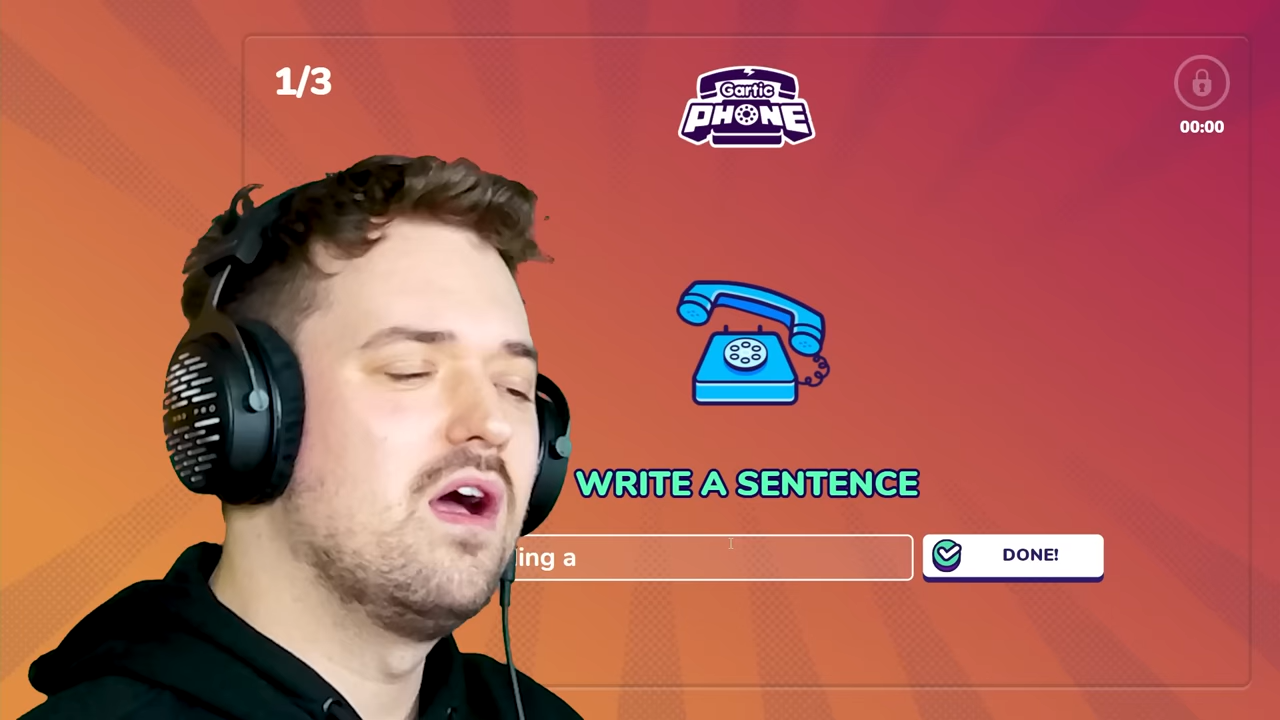 1/3
Gartic
PHONE
00:00
WRITE A SENTENCE
ing a
DONE!